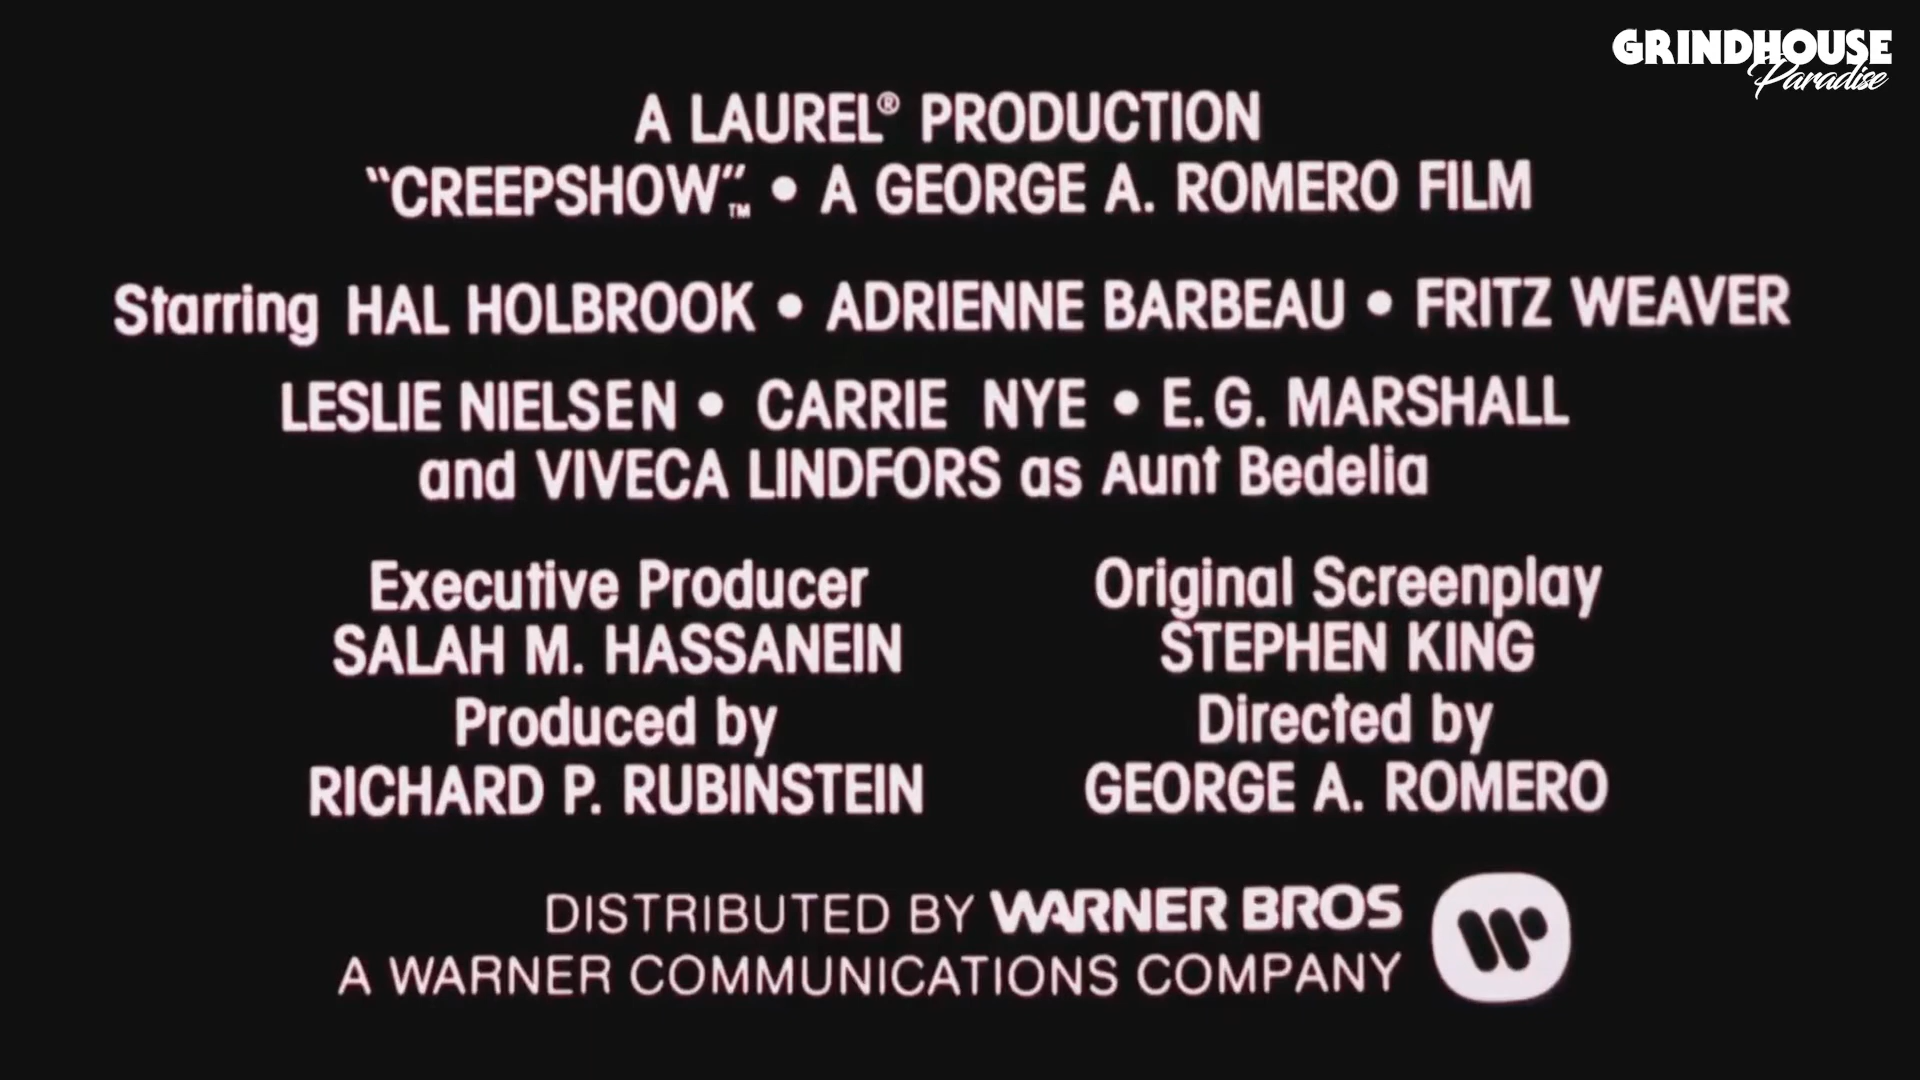 GRINDHOUSE
Paradise
A LAUREL® PRODUCTION
“CREEPSHOW”™ • A GEORGE A. ROMERO FILM
Starring HAL HOLBROOK • ADRIENNE BARBEAU • FRITZ WEAVER
LESLIE NIELSEN • CARRIE NYE • E.G. MARSHALL
and VIVECA LINDFORS as Aunt Bedelia
Executive Producer
SALAH M. HASSANEIN
Produced by
RICHARD P. RUBINSTEIN
Original Screenplay
STEPHEN KING
Directed by
GEORGE A. ROMERO
DISTRIBUTED BY WARNER BROS
A WARNER COMMUNICATIONS COMPANY